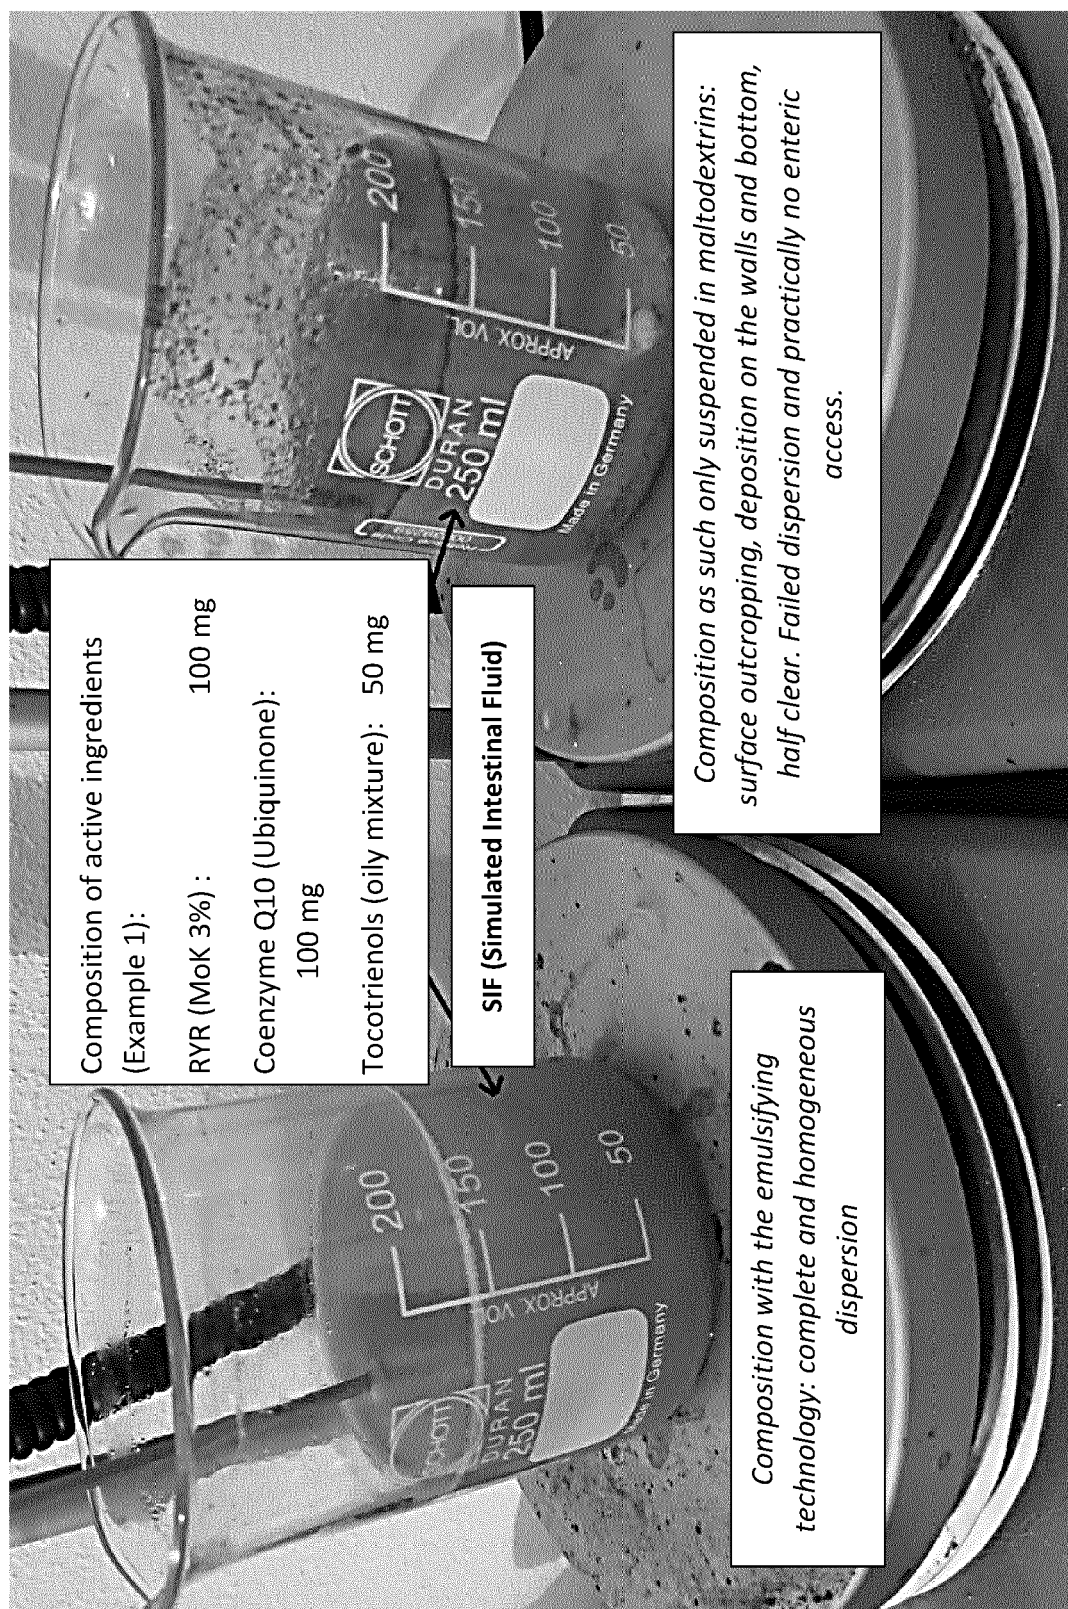 Composition of active ingredients
(Example 1):
RYR (MoK 3%) : 100 mg
Coenzyme Q10 (Ubiquinone):
100 mg
Tocotrienols (oily mixture): 50 mg
SIF (Simulated Intestinal Fluid)
SCHOTT
DURAN
250 ml
Made in Germany
APPROX VOL
200
150
100
50
SCHOTT
DURAN
250 ml
Made in Germany
APPROX VOL
200
150
100
50
Composition with the emulsifying
technology: complete and homogeneous
dispersion
Composition as such only suspended in maltodextrins:
surface outcropping, deposition on the walls and bottom,
half clear. Failed dispersion and practically no enteric
access.